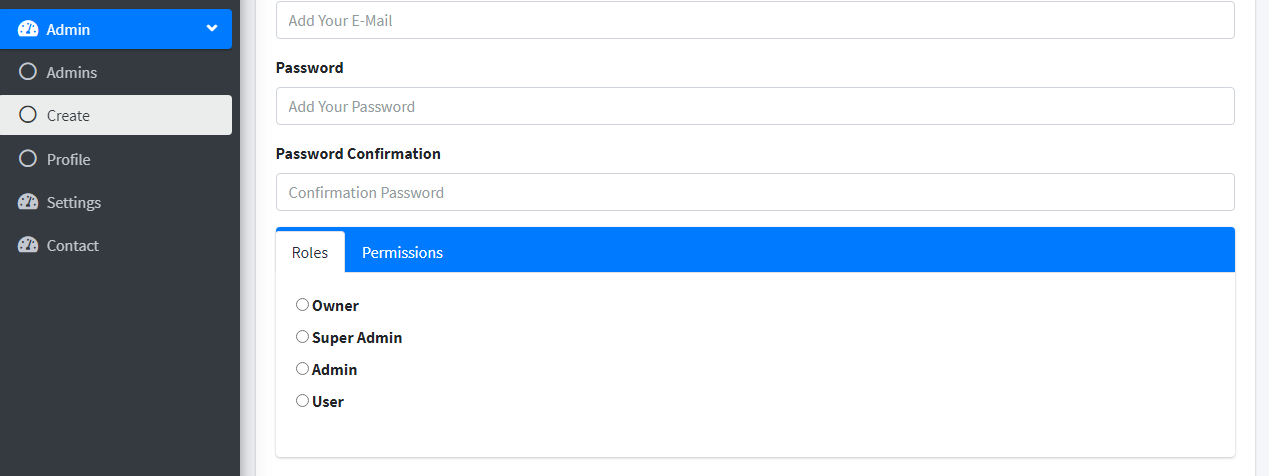 Admin
Admins
Create
Profile
Settings
Contact
Add Your E-Mail
Password
Add Your Password
Password Confirmation
Confirmation Password
Roles Permissions
Owner
Super Admin
Admin
User